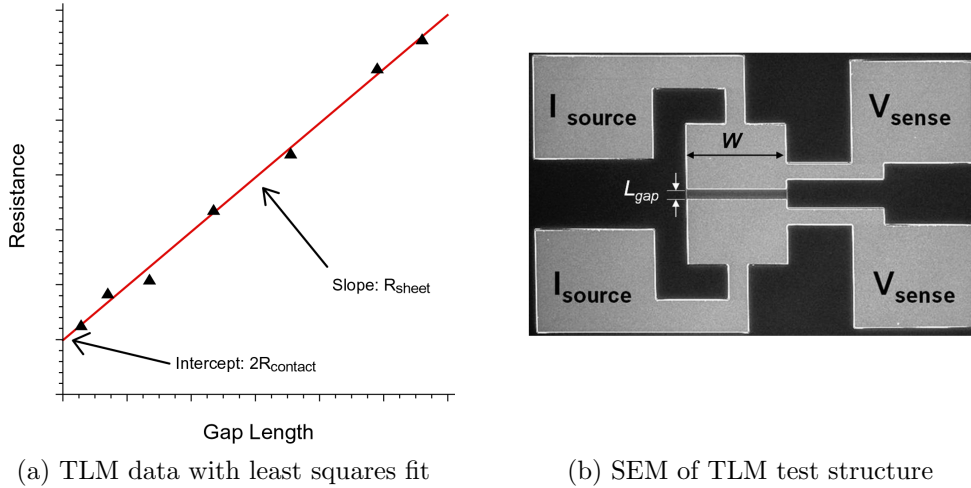 Resistance
Slope: Rsheet
Intercept: 2Rcontact
Gap Length
(a) TLM data with least squares fit
I source
Vsense
W
Lgap
Isource
Vsense
(b) SEM of TLM test structure